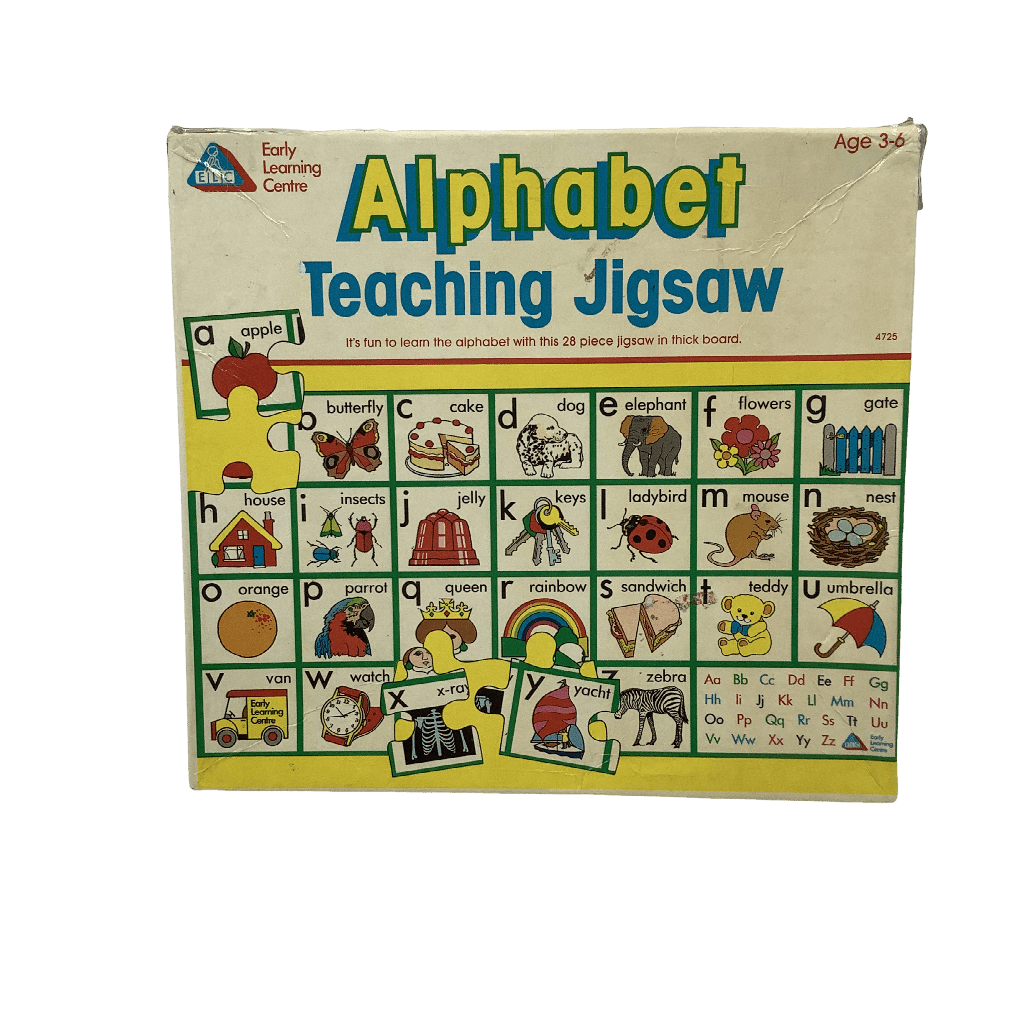 Early
Learning
Centre
ELC
Age 3-6
Alphabet
Teaching Jigsaw
It's fun to learn the alphabet with this 28 piece jigsaw in thick board.
4725
a apple
b butterfly
c cake
d dog
e elephant
f flowers
g gate
h house
i insects
j jelly
k keys
l ladybird
m mouse
n nest
o orange
p parrot
q queen
r rainbow
s sandwich
t teddy
u umbrella
v van
Early
Learning
Centre
w watch
x x-ray
y yacht
z zebra
Aa Bb Cc Dd Ee Ff Gg
Hh Ii Jj Kk Ll Mm Nn
Oo Pp Qq Rr Ss Tt Uu
Vv Ww Xx Yy Zz
Early
Learning
Centre